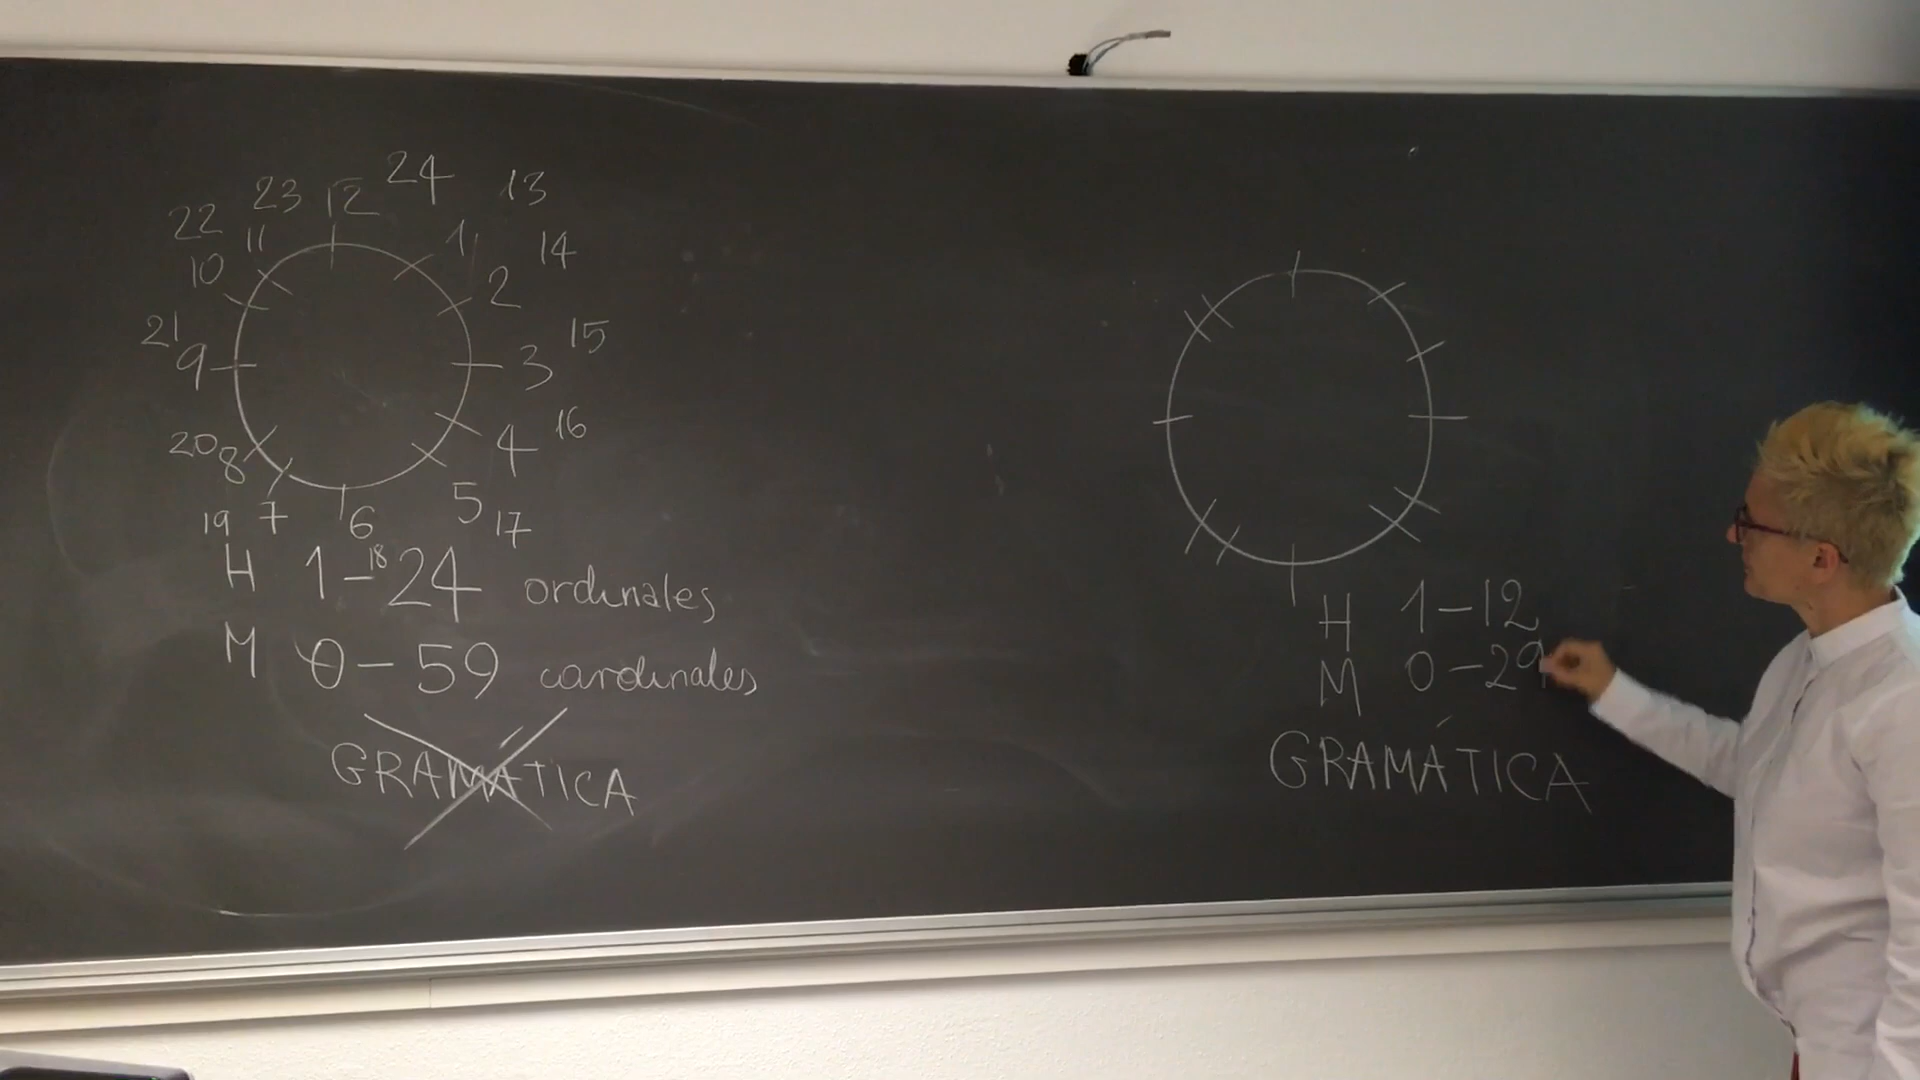 24
23 12 13
22 11 1 14
10 2
21 15
9 3
20 8 4 16
19 7 6 5 17
18
H 1-24 ordinales
M 0-59 cardinales
GRAMÁTICA
H 1-12
M 0-29
GRAMÁTICA